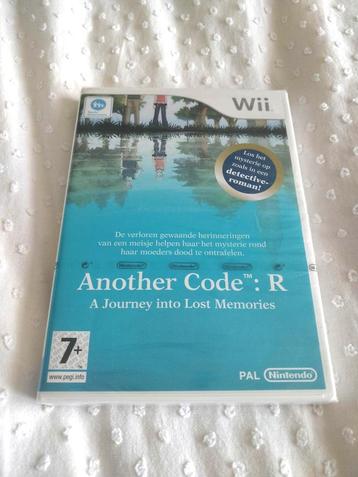 Wii
Los het
mysterie op
zoals in een
detective-
roman!
De verloren gewaande herinneringen
van een meisje helpen haar het mysterie rond
haar moeders dood te ontrafelen.
Another Code™: R
A Journey into Lost Memories
7+
www.pegi.info
PAL Nintendo